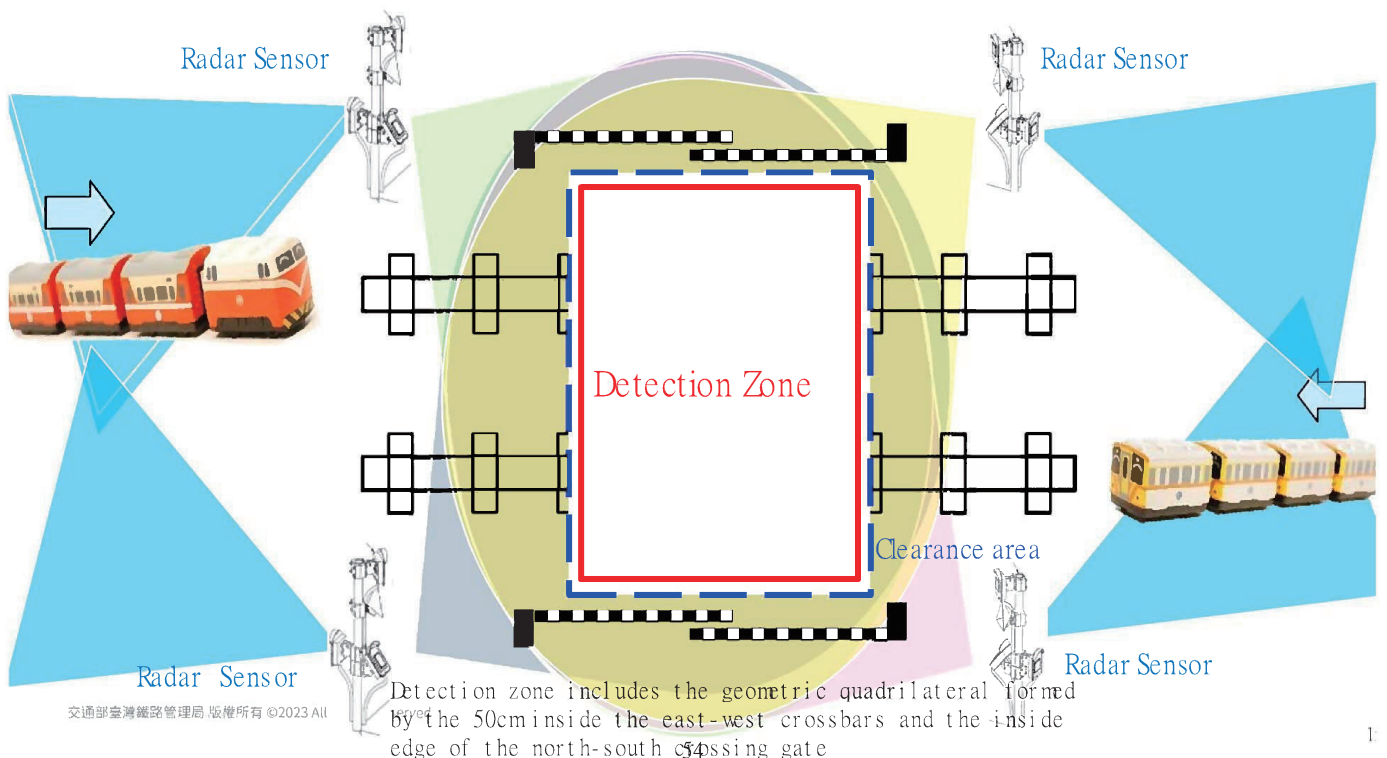 Radar Sensor
Radar Sensor
Detection Zone
Clearance area
Radar Sensor
Radar Sensor
Detection zone includes the geometric quadrilateral formed
by the 50cm inside the east-west crossbars and the inside
edge of the north-south crossing gate
交通部臺灣鐵路管理局 版權所有 ©2023 All
54